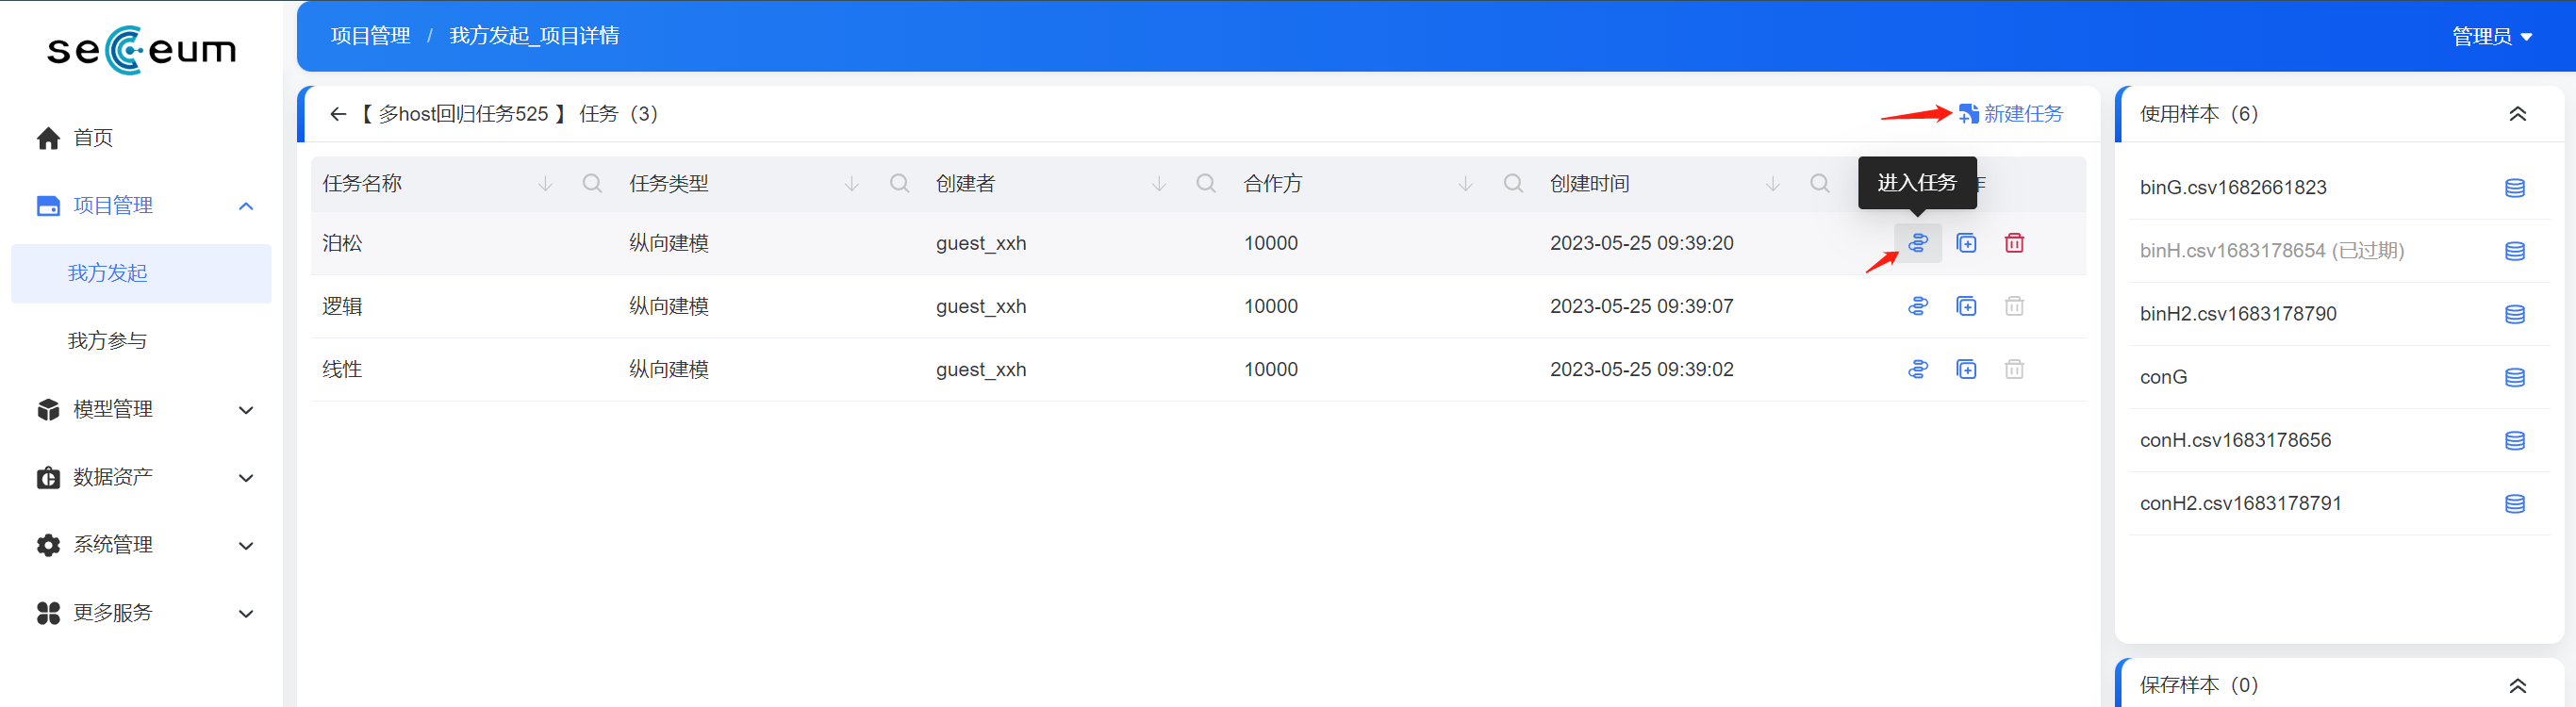 secceum
项目管理 / 我方发起_项目详情
管理员
首页
项目管理
我方发起
我方参与
模型管理
数据资产
系统管理
更多服务
【 多host回归任务525 】 任务（3）
新建任务
任务名称 任务类型 创建者 合作方 创建时间 作
进入任务
泊松 纵向建模 guest_xxh 10000 2023-05-25 09:39:20
逻辑 纵向建模 guest_xxh 10000 2023-05-25 09:39:07
线性 纵向建模 guest_xxh 10000 2023-05-25 09:39:02
使用样本（6）
binG.csv1682661823
binH.csv1683178654 (已过期)
binH2.csv1683178790
conG
conH.csv1683178656
conH2.csv1683178791
保存样本（0）